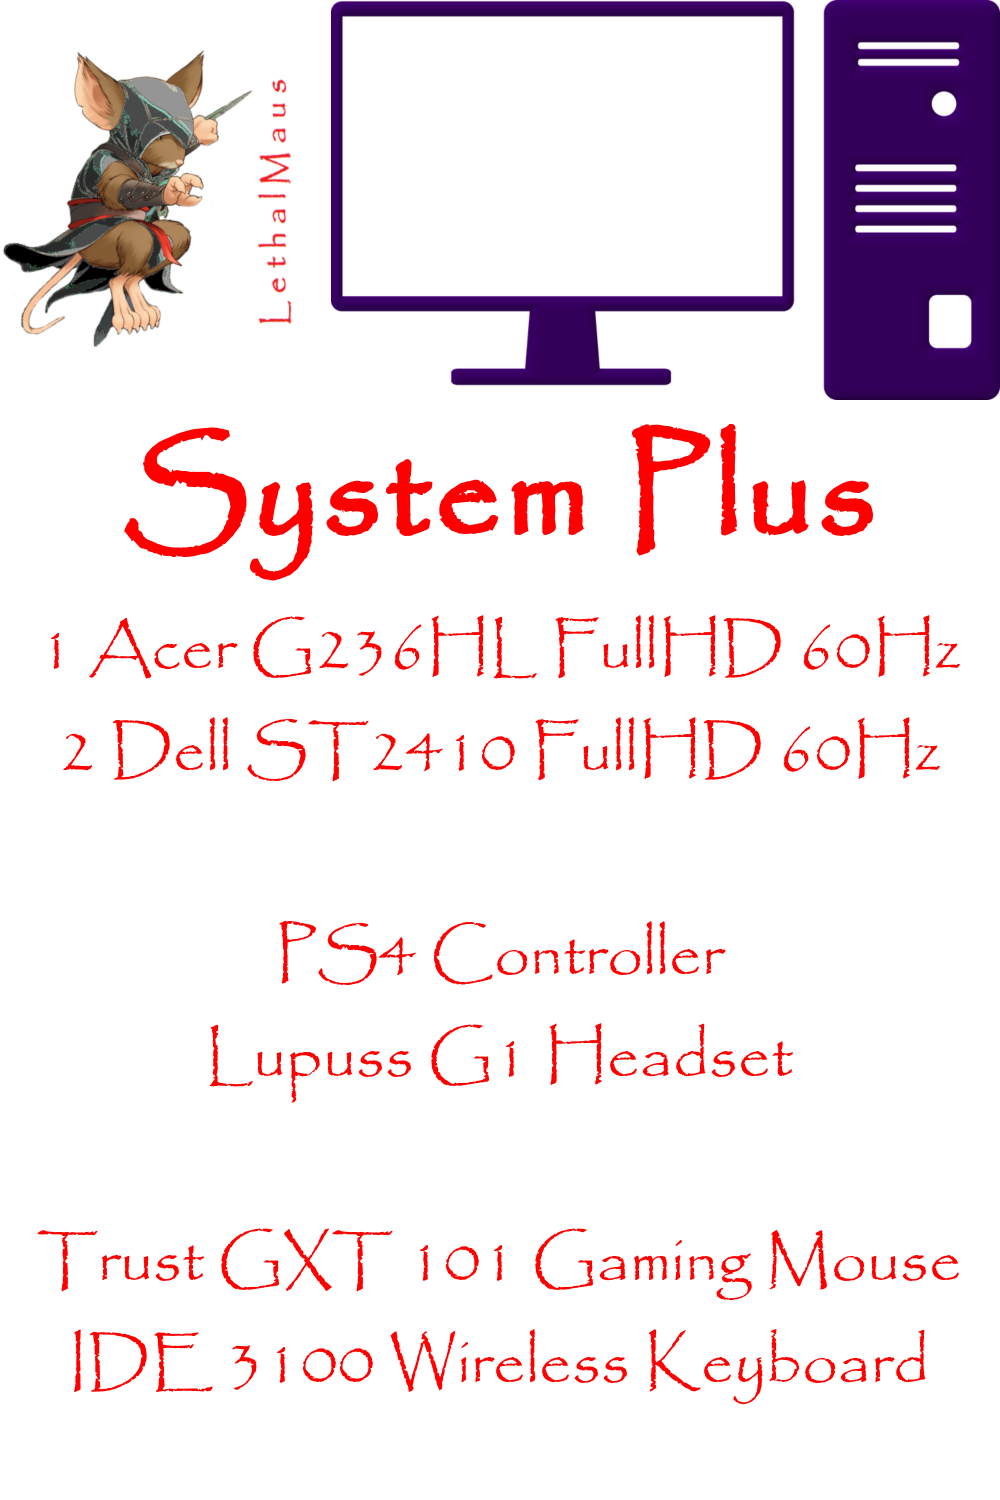 LethalMaus
System Plus
1 Acer G236HL FullHD 60Hz
2 Dell ST2410 FullHD 60Hz
PS4 Controller
Lupuss G1 Headset
Trust GXT 101 Gaming Mouse
IDE 3100 Wireless Keyboard